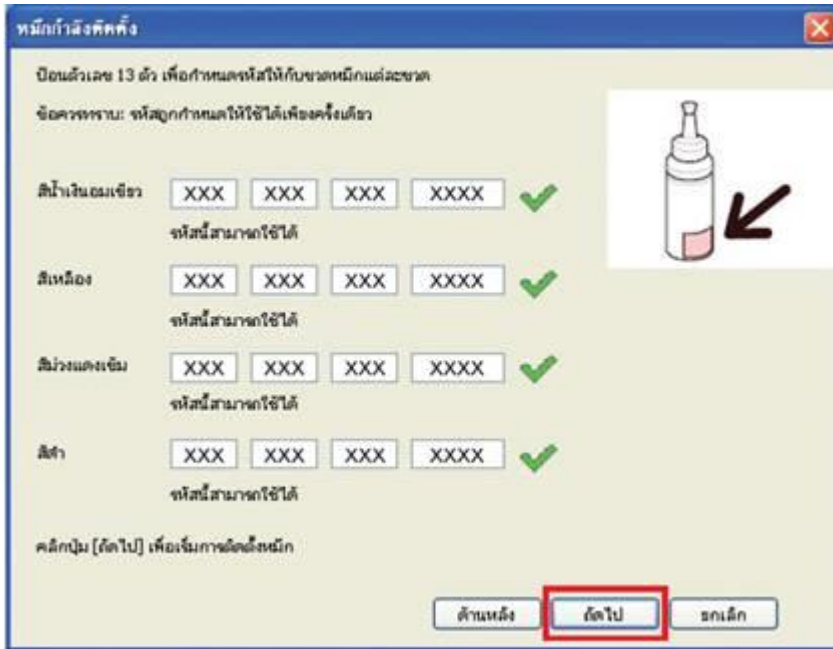 หมึกกำลังติดตั้ง
ป้อนตัวเลข 13 ตัว เพื่อกำหนดรหัสให้กับขวดหมึกแต่ละขวด
ข้อควรทราบ: รหัสถูกกำหนดให้ใช้ได้เพียงครั้งเดียว
สีน้ำเงินอมเขียว XXX XXX XXX XXXX
รหัสนี้สามารถใช้ได้
สีเหลือง XXX XXX XXX XXXX
รหัสนี้สามารถใช้ได้
สีม่วงแดงเข้ม XXX XXX XXX XXXX
รหัสนี้สามารถใช้ได้
สีดำ XXX XXX XXX XXXX
รหัสนี้สามารถใช้ได้
คลิกปุ่ม [ถัดไป] เพื่อเริ่มการติดตั้งหมึก
ด้านหลัง ถัดไป ยกเลิก